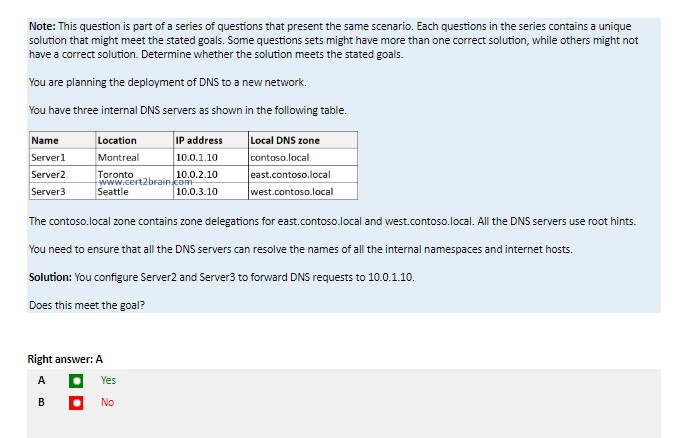 Note: This question is part of a series of questions that present the same scenario. Each questions in the series contains a unique
solution that might meet the stated goals. Some questions sets might have more than one correct solution, while others might not
have a correct solution. Determine whether the solution meets the stated goals.
You are planning the deployment of DNS to a new network.
You have three internal DNS servers as shown in the following table.
Name Location IP address Local DNS zone
Server1 Montreal 10.0.1.10 contoso.local
Server2 Toronto 10.0.2.10 east.contoso.local
www.cert2brain.com
Server3 Seattle 10.0.3.10 west.contoso.local
The contoso.local zone contains zone delegations for east.contoso.local and west.contoso.local. All the DNS servers use root hints.
You need to ensure that all the DNS servers can resolve the names of all the internal namespaces and internet hosts.
Solution: You configure Server2 and Server3 to forward DNS requests to 10.0.1.10.
Does this meet the goal?
Right answer: A
A Yes
B No